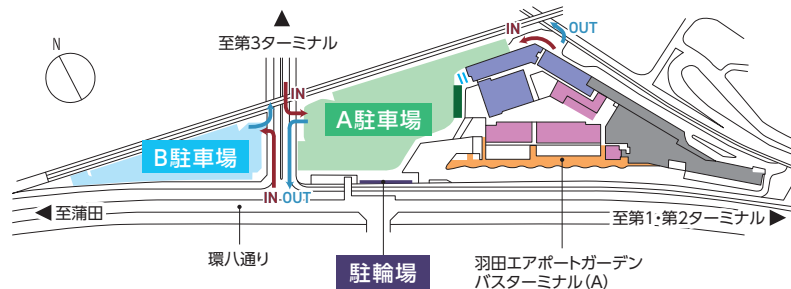 N
至第3ターミナル
IN
OUT
IN
A駐車場
B駐車場
IN
OUT
至蒲田
至第1・第2ターミナル
環八通り
駐輪場
羽田エアポートガーデン
バスターミナル(A)